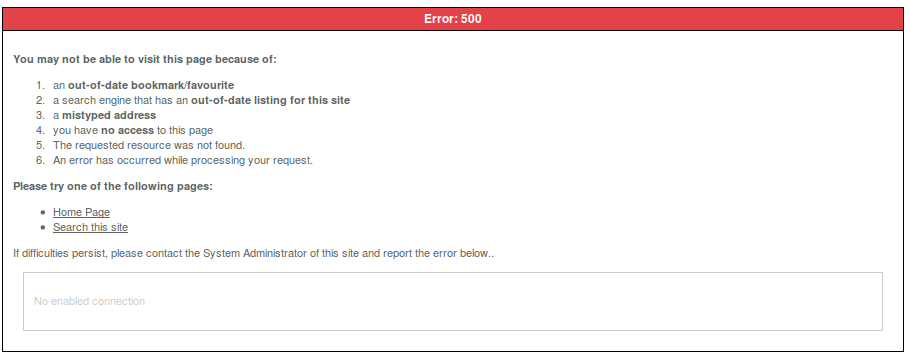 Error: 500
You may not be able to visit this page because of:
1. an out-of-date bookmark/favourite
2. a search engine that has an out-of-date listing for this site
3. a mistyped address
4. you have no access to this page
5. The requested resource was not found.
6. An error has occurred while processing your request.
Please try one of the following pages:
• Home Page
• Search this site
If difficulties persist, please contact the System Administrator of this site and report the error below..
No enabled connection